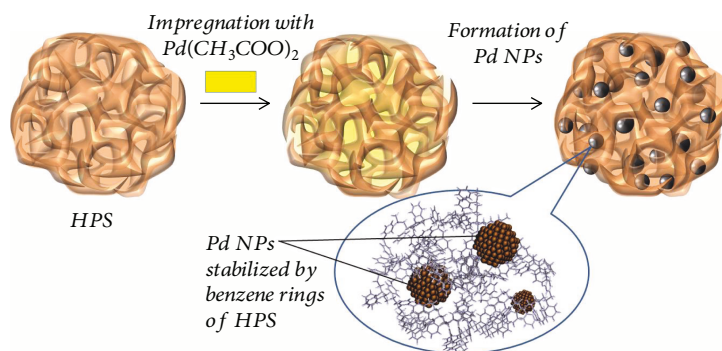 Impregnation with
Pd(CH₃COO)₂
Formation of
Pd NPs
HPS
Pd NPs
stabilized by
benzene rings
of HPS